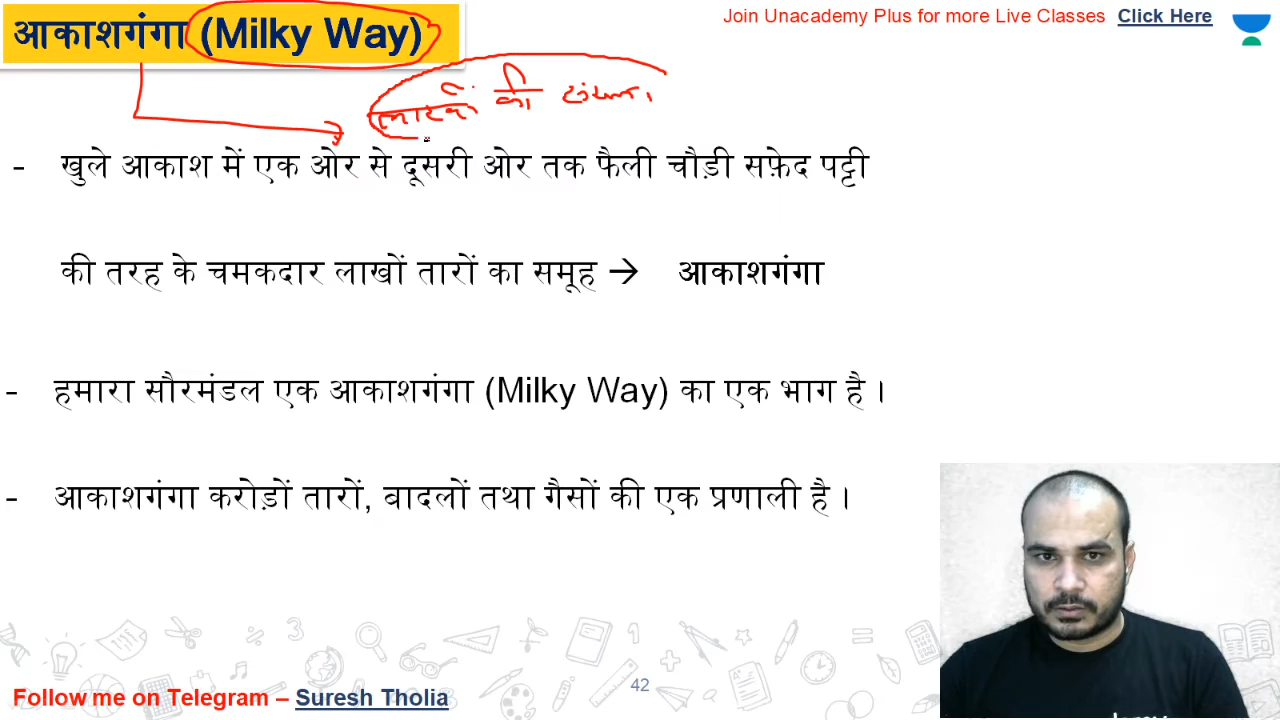 आकाशगंगा (Milky Way)
Join Unacademy Plus for more Live Classes Click Here
की
- खुले आकाश में एक ओर से दूसरी ओर तक फैली चौड़ी सफ़ेद पट्टी
की तरह के चमकदार लाखों तारों का समूह → आकाशगंगा
- हमारा सौरमंडल एक आकाशगंगा (Milky Way) का एक भाग है ।
- आकाशगंगा करोड़ों तारों, बादलों तथा गैसों की एक प्रणाली है ।
Follow me on Telegram – Suresh Tholia
42